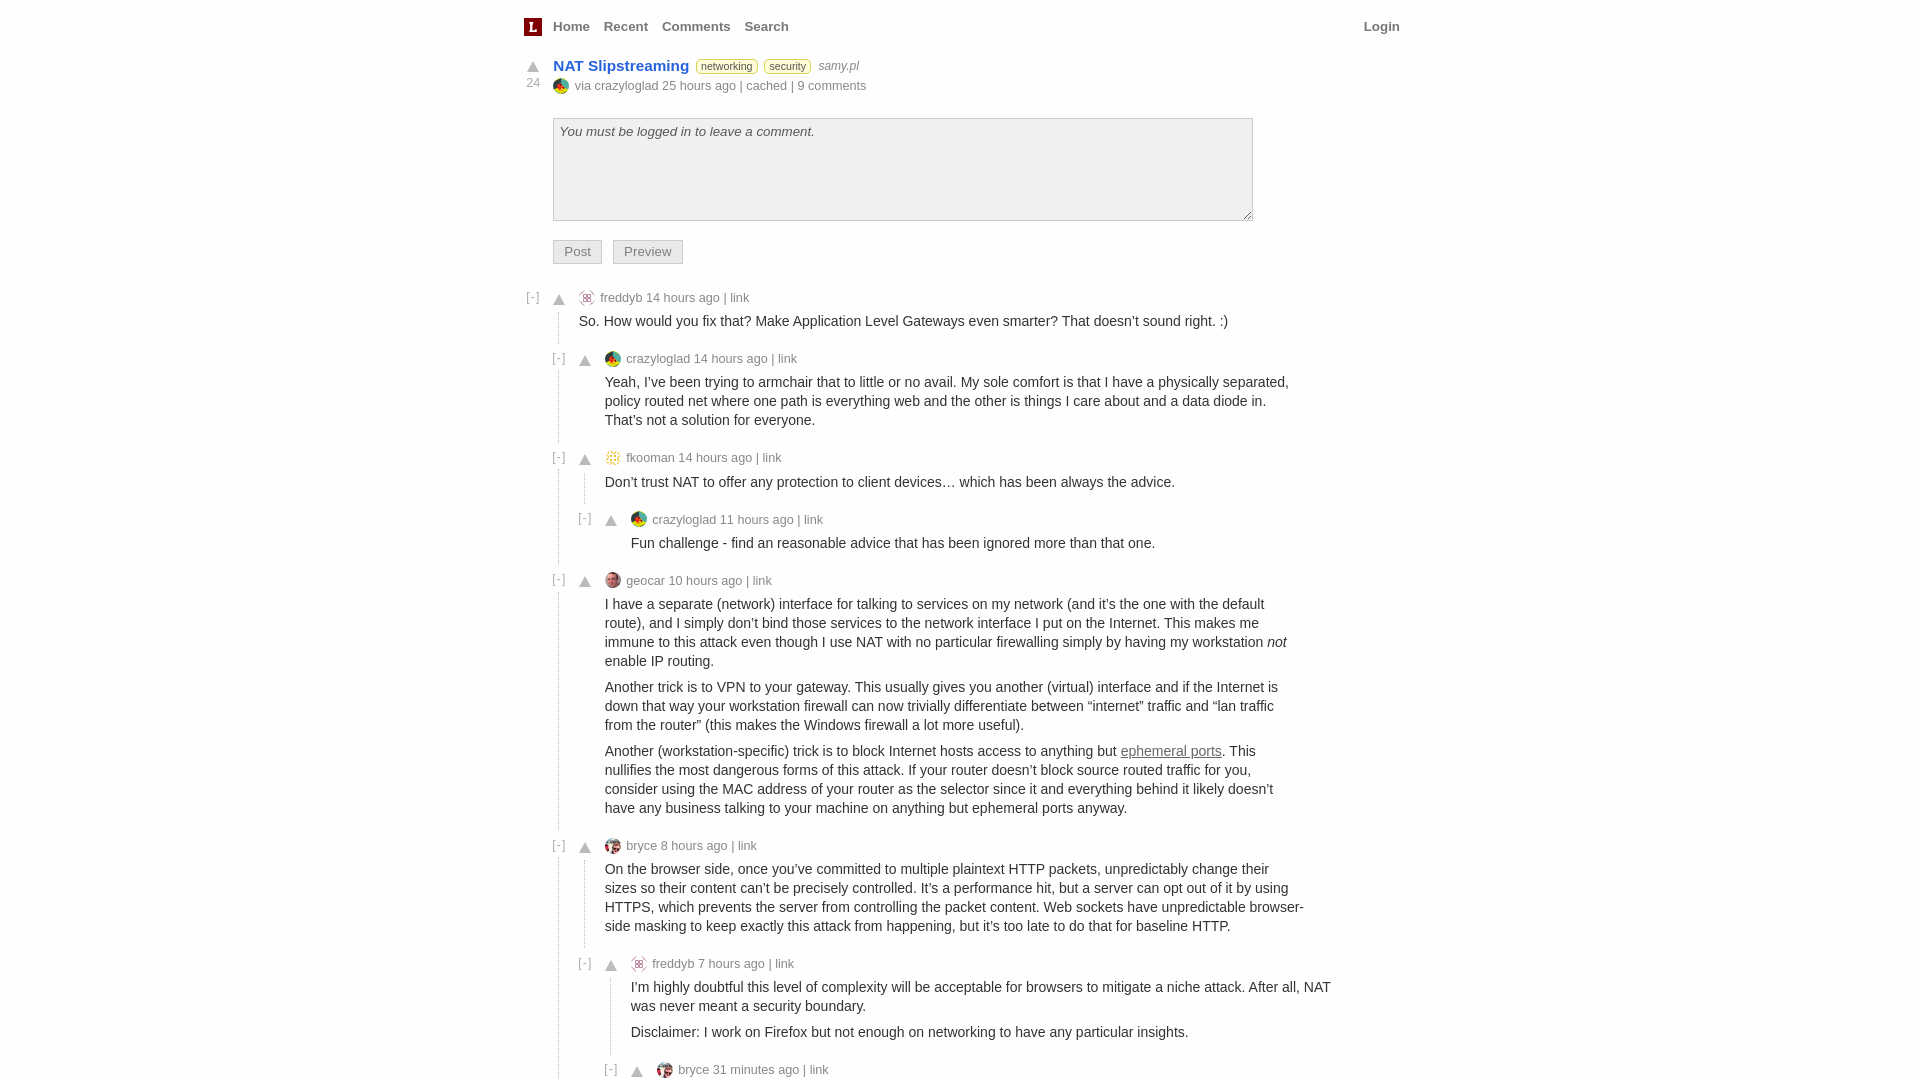 L Home Recent Comments Search Login
NAT Slipstreaming networking security samy.pl
24
via crazyloglad 25 hours ago | cached | 9 comments
You must be logged in to leave a comment.
Post Preview
[-] freddyb 14 hours ago | link
So. How would you fix that? Make Application Level Gateways even smarter? That doesn’t sound right. :)
[-] crazyloglad 14 hours ago | link
Yeah, I’ve been trying to armchair that to little or no avail. My sole comfort is that I have a physically separated,
policy routed net where one path is everything web and the other is things I care about and a data diode in.
That’s not a solution for everyone.
[-] fkooman 14 hours ago | link
Don’t trust NAT to offer any protection to client devices… which has been always the advice.
[-] crazyloglad 11 hours ago | link
Fun challenge - find an reasonable advice that has been ignored more than that one.
[-] geocar 10 hours ago | link
I have a separate (network) interface for talking to services on my network (and it’s the one with the default
route), and I simply don’t bind those services to the network interface I put on the Internet. This makes me
immune to this attack even though I use NAT with no particular firewalling simply by having my workstation not
enable IP routing.
Another trick is to VPN to your gateway. This usually gives you another (virtual) interface and if the Internet is
down that way your workstation firewall can now trivially differentiate between “internet” traffic and “lan traffic
from the router” (this makes the Windows firewall a lot more useful).
Another (workstation-specific) trick is to block Internet hosts access to anything but ephemeral ports. This
nullifies the most dangerous forms of this attack. If your router doesn’t block source routed traffic for you,
consider using the MAC address of your router as the selector since it and everything behind it likely doesn’t
have any business talking to your machine on anything but ephemeral ports anyway.
[-] bryce 8 hours ago | link
On the browser side, once you’ve committed to multiple plaintext HTTP packets, unpredictably change their
sizes so their content can’t be precisely controlled. It’s a performance hit, but a server can opt out of it by using
HTTPS, which prevents the server from controlling the packet content. Web sockets have unpredictable browser-
side masking to keep exactly this attack from happening, but it’s too late to do that for baseline HTTP.
[-] freddyb 7 hours ago | link
I’m highly doubtful this level of complexity will be acceptable for browsers to mitigate a niche attack. After all, NAT
was never meant a security boundary.
Disclaimer: I work on Firefox but not enough on networking to have any particular insights.
[-] bryce 31 minutes ago | link